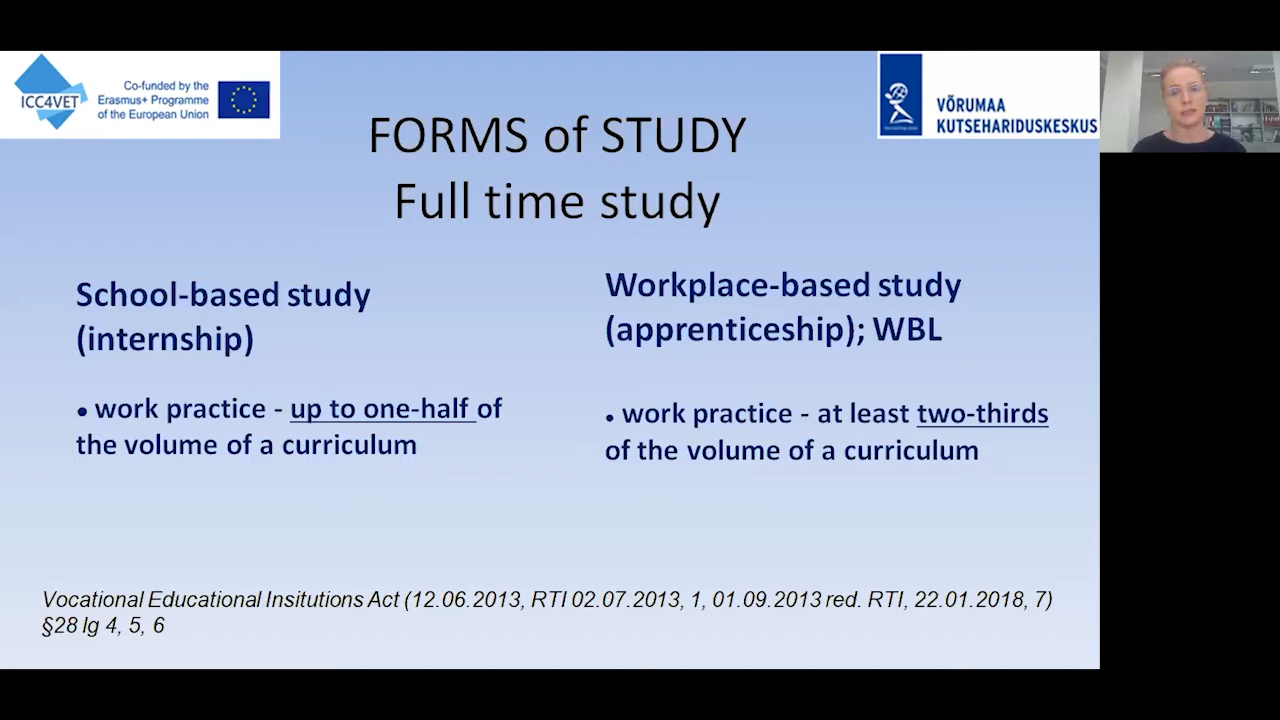 ICC4VET
Co-funded by the
Erasmus+ Programme
of the European Union
VÕRUMAA
KUTSEHARIDUSKESKUS
FORMS of STUDY
Full time study
School-based study
(internship)
• work practice - up to one-half of
the volume of a curriculum
Workplace-based study
(apprenticeship); WBL
• work practice - at least two-thirds
of the volume of a curriculum
Vocational Educational Insitutions Act (12.06.2013, RTI 02.07.2013, 1, 01.09.2013 red. RTI, 22.01.2018, 7)
§28 lg 4, 5, 6